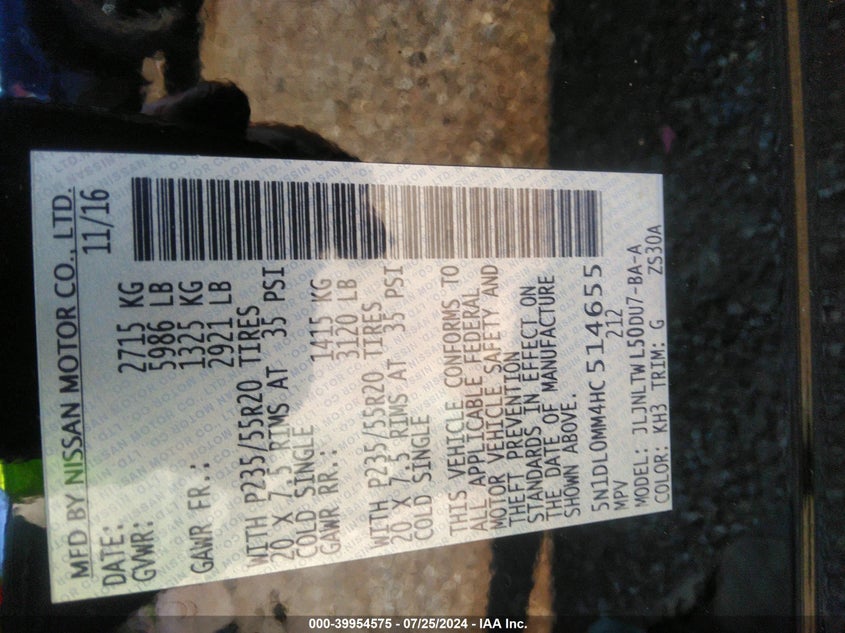 MFD BY NISSAN MOTOR CO., LTD.
DATE: 11/16
GVWR: 2715 KG
5986 LB
GAWR FR.: 1325 KG
2921 LB
WITH P235/55R20 TIRES
20 X 7.5 RIMS AT 35 PSI
COLD SINGLE
GAWR RR.: 1415 KG
3120 LB
WITH P235/55R20 TIRES
20 X 7.5 RIMS AT 35 PSI
COLD SINGLE
THIS VEHICLE CONFORMS TO
ALL APPLICABLE FEDERAL
MOTOR VEHICLE SAFETY AND
THEFT PREVENTION
STANDARDS IN EFFECT ON
THE DATE OF MANUFACTURE
SHOWN ABOVE.
5N1DL0MM4HC514655
MPV 212
MODEL: JLJNLTWL50DU7-BA-A
COLOR: KH3 TRIM: G ZS30A
000-39954575 - 07/25/2024 - IAA Inc.